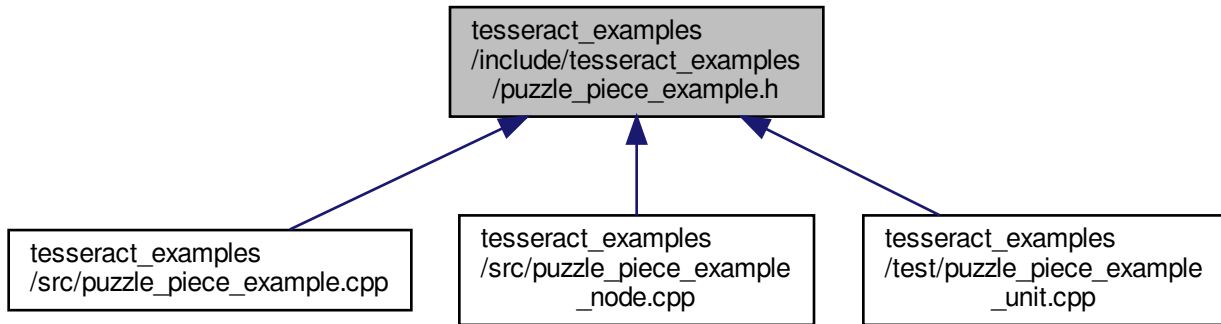 tesseract_examples
/include/tesseract_examples
/puzzle_piece_example.h
tesseract_examples
/src/puzzle_piece_example.cpp
tesseract_examples
/src/puzzle_piece_example
_node.cpp
tesseract_examples
/test/puzzle_piece_example
_unit.cpp